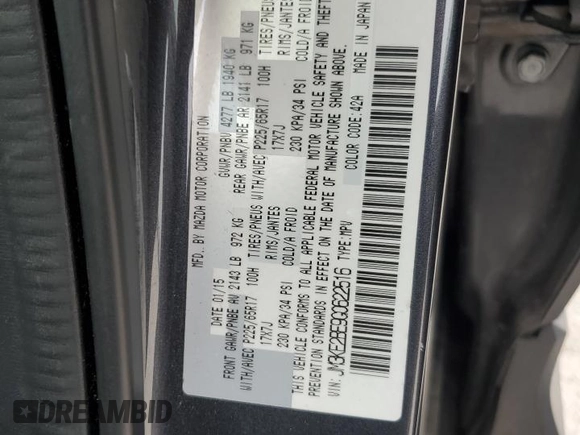 MFD. BY MAZDA MOTOR CORPORATION
DATE 01/15 GVWR/PNBV 4277 LB 1940 KG
FRONT GAWR/PNBE AV 2143 LB 972 KG REAR GAWR/PNBE AR 2141 LB 971 KG
WITH/AVEC P225/65R17 100H TIRES/PNEUS WITH/AVEC P225/65R17 100H TIRES/PNEUS
17X7J RIMS/JANTES 17X7J RIMS/JANTES
230 KPA/34 PSI COLD/A FROID 230 KPA/34 PSI COLD/A FROID
THIS VEHICLE CONFORMS TO ALL APPLICABLE FEDERAL MOTOR VEHICLE SAFETY AND THEFT
PREVENTION STANDARDS IN EFFECT ON THE DATE OF MANUFACTURE SHOWN ABOVE.
COLOR CODE:42A MADE IN JAPAN
TYPE:MPV
DREAMBID